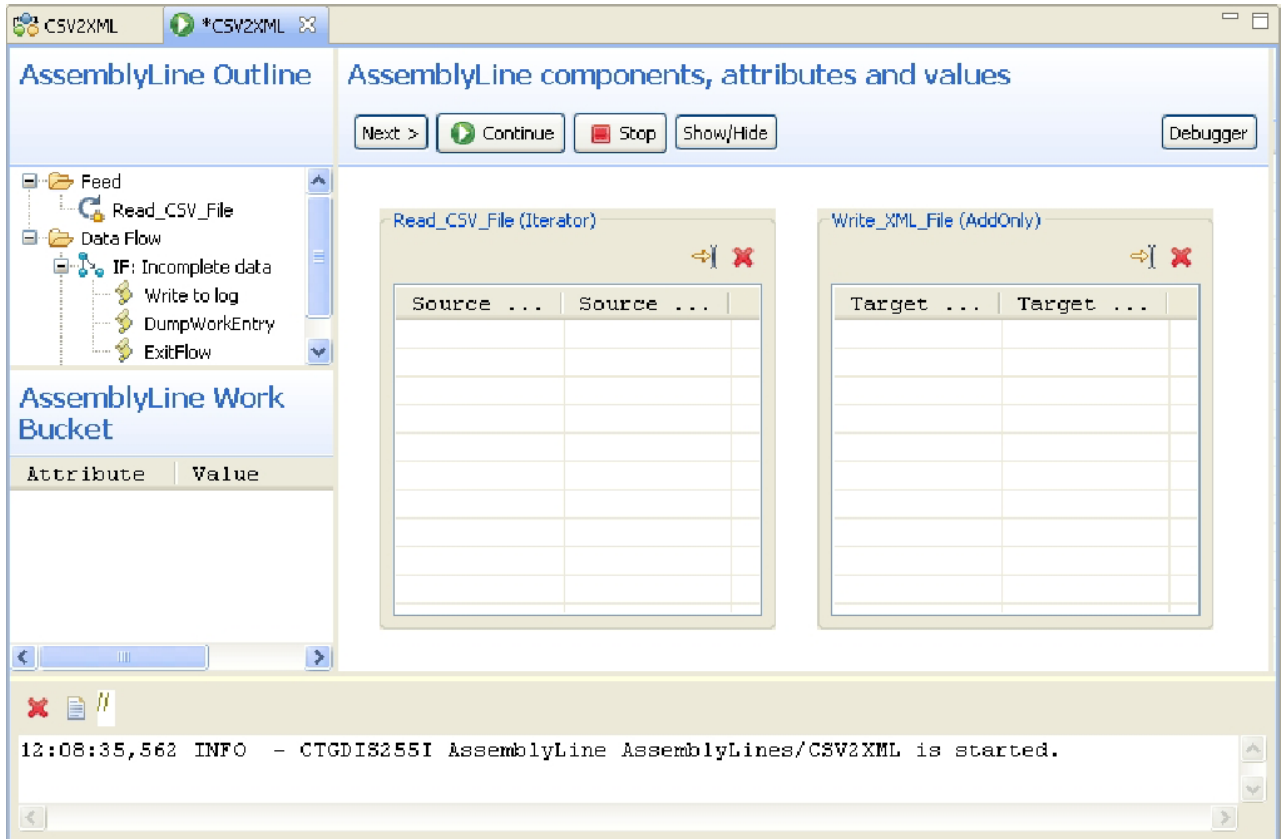 CSV2XML
*CSV2XML
AssemblyLine Outline
AssemblyLine components, attributes and values
Next >
Continue
Stop
Show/Hide
Debugger
Feed
Read_CSV_File
Data Flow
IF: Incomplete data
Write to log
DumpWorkEntry
ExitFlow
Read_CSV_File (Iterator)
Source ... Source ...
Write_XML_File (AddOnly)
Target ... Target ...
AssemblyLine Work
Bucket
Attribute Value
//
12:08:35,562 INFO - CTGDIS255I AssemblyLine AssemblyLines/CSV2XML is started.